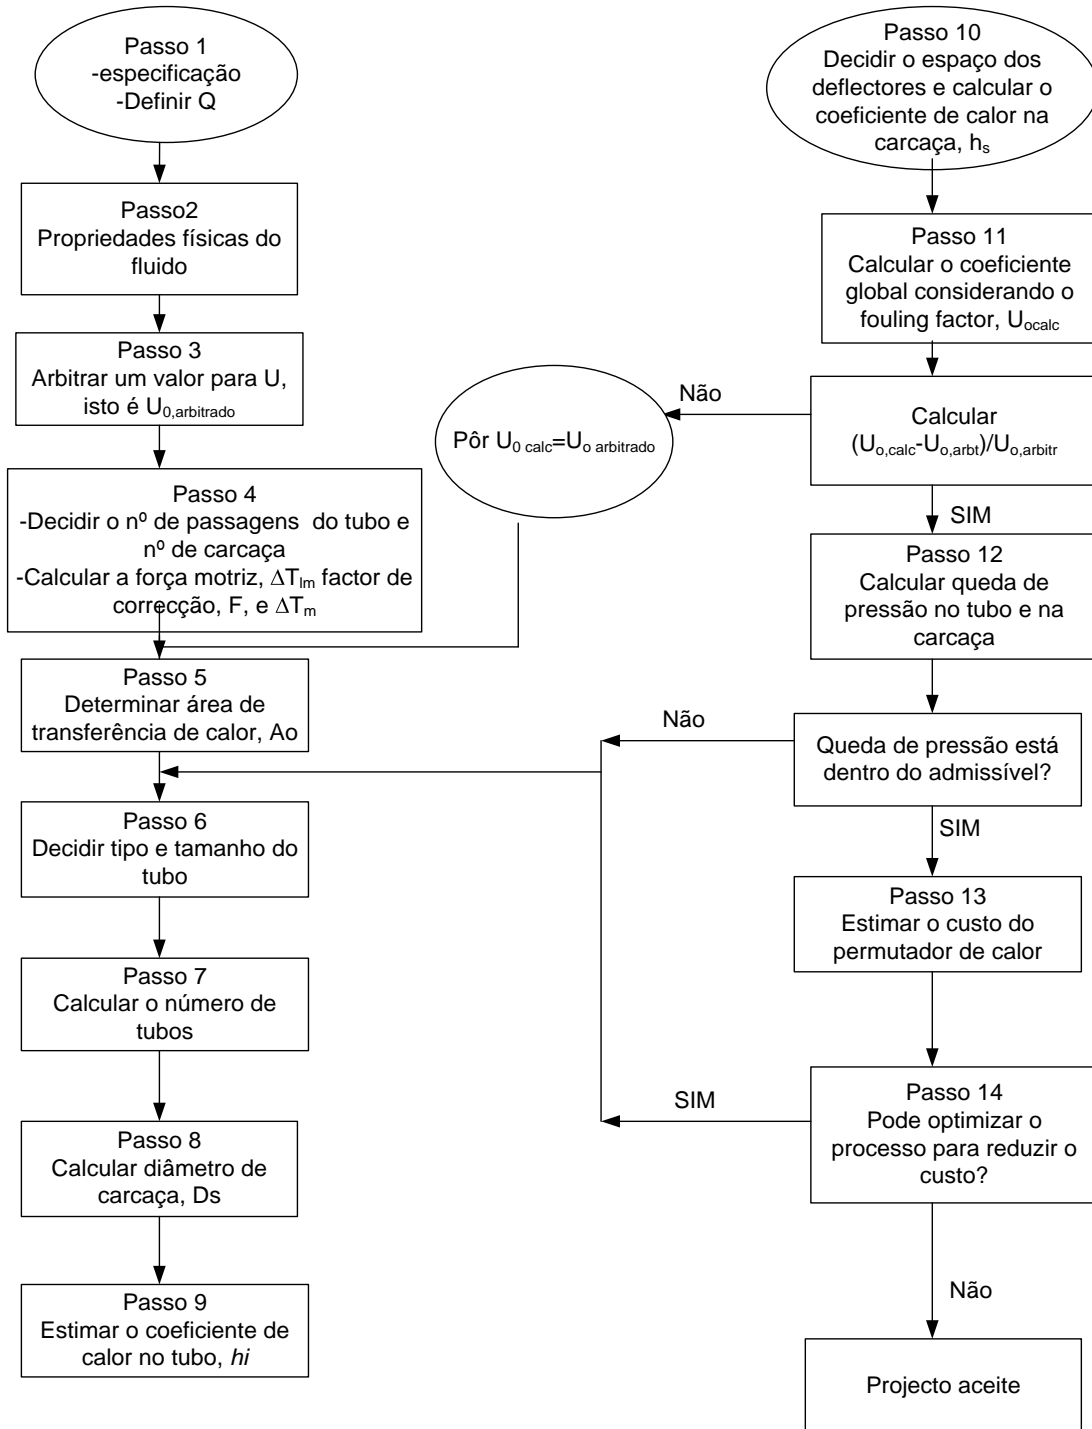 Passo 1
-especificação
-Definir Q
Passo2
Propriedades físicas do
fluido
Passo 3
Arbitrar um valor para U,
isto é U0,arbitrado
Passo 4
-Decidir o nº de passagens do tubo e
nº de carcaça
-Calcular a força motriz, ΔTlm factor de
correcção, F, e ΔTm
Passo 5
Determinar área de
transferência de calor, Ao
Passo 6
Decidir tipo e tamanho do
tubo
Passo 7
Calcular o número de
tubos
Passo 8
Calcular diâmetro de
carcaça, Ds
Passo 9
Estimar o coeficiente de
calor no tubo, hi
Pôr U0 calc=Uo arbitrado
Passo 10
Decidir o espaço dos
deflectores e calcular o
coeficiente de calor na
carcaça, hs
Passo 11
Calcular o coeficiente
global considerando o
fouling factor, Uocalc
Não
Calcular
(Uo,calc-Uo,arbt)/Uo,arbitr
SIM
Passo 12
Calcular queda de
pressão no tubo e na
carcaça
Não
Queda de pressão está
dentro do admissível?
SIM
Passo 13
Estimar o custo do
permutador de calor
SIM
Passo 14
Pode optimizar o
processo para reduzir o
custo?
Não
Projecto aceite